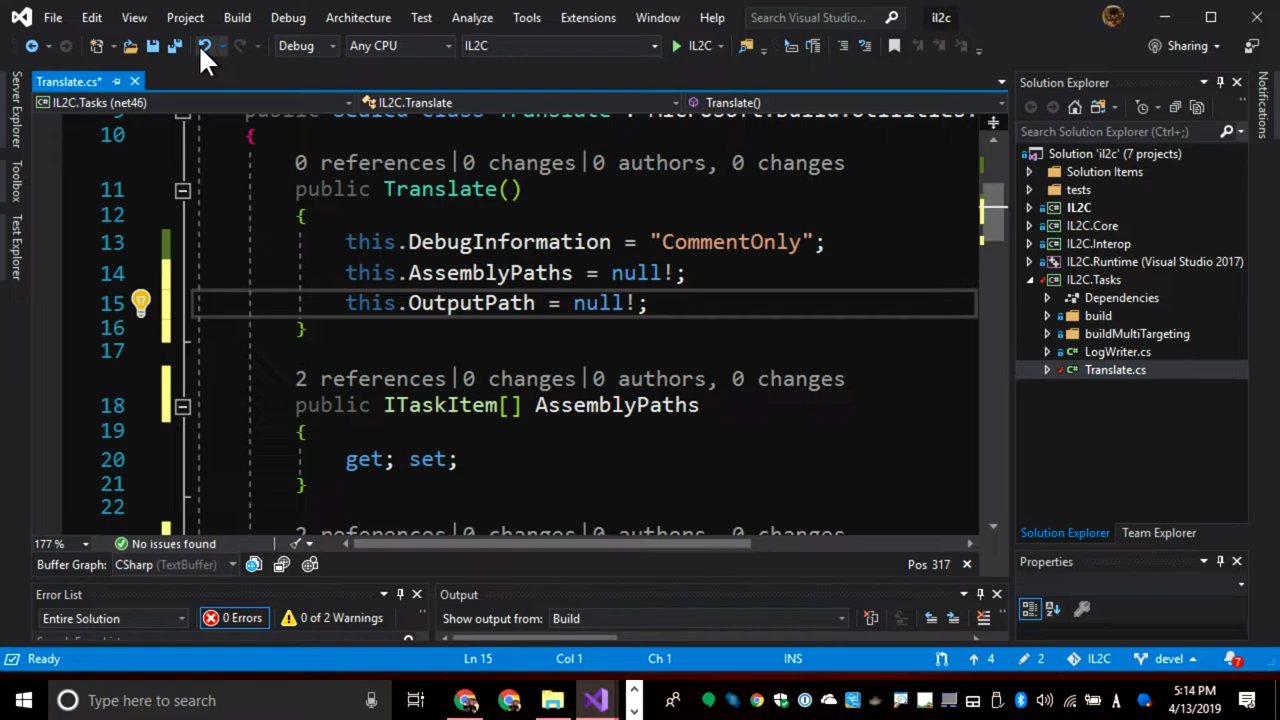 File Edit View Project Build Debug Architecture Test Analyze Tools Extensions Window Help Search Visual Studio... il2c
Debug Any CPU IL2C IL2C Sharing
Server Explorer
Toolbox
Test Explorer
Translate.cs*
IL2C.Tasks (net46) IL2C.Translate Translate()
10 {
0 references|0 changes|0 authors, 0 changes
11 public Translate()
12 {
13 this.DebugInformation = "CommentOnly";
14 this.AssemblyPaths = null!;
15 this.OutputPath = null!;
16 }
17
2 references|0 changes|0 authors, 0 changes
18 public ITaskItem[] AssemblyPaths
19 {
20 get; set;
21 }
22
177 % No issues found
Buffer Graph: CSharp (TextBuffer) Pos 317
Error List
Entire Solution 0 Errors 0 of 2 Warnings
Output
Show output from: Build
Solution Explorer
Search Solution Explorer (Ctrl+;)
Solution 'il2c' (7 projects)
Solution Items
tests
IL2C
IL2C.Core
IL2C.Interop
IL2C.Runtime (Visual Studio 2017)
IL2C.Tasks
Dependencies
build
buildMultiTargeting
LogWriter.cs
Translate.cs
Solution Explorer Team Explorer
Properties
Notifications
Ready Ln 15 Col 1 Ch 1 INS 4 2 IL2C devel 7
Type here to search
5:14 PM
4/13/2019